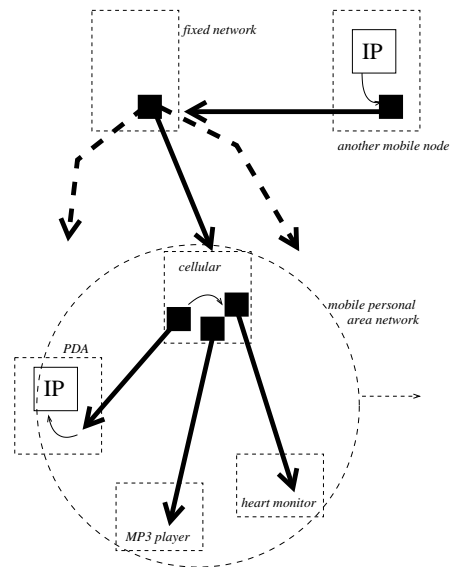 fixed network
IP
another mobile node
cellular
mobile personal
area network
PDA
IP
heart monitor
MP3 player